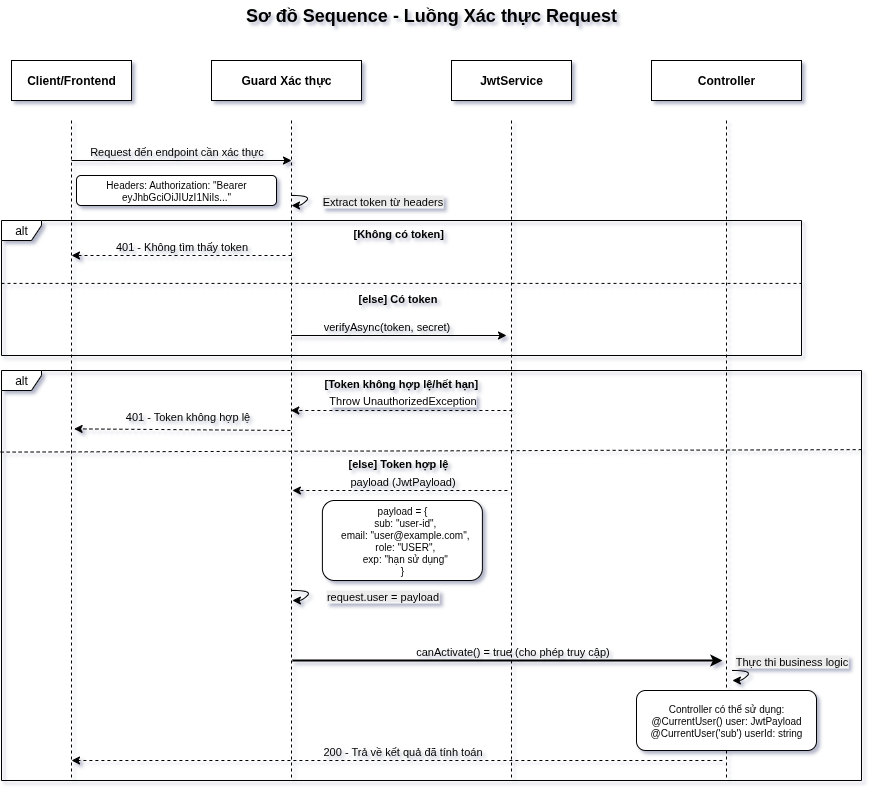 Sơ đồ Sequence - Luồng Xác thực Request
Client/Frontend
Guard Xác thực
JwtService
Controller
Request đến endpoint cần xác thực
Headers: Authorization: "Bearer
eyJhbGciOiJIUzI1NiIs..."
Extract token từ headers
alt
[Không có token]
401 - Không tìm thấy token
[else] Có token
verifyAsync(token, secret)
alt
[Token không hợp lệ/hết hạn]
Throw UnauthorizedException
401 - Token không hợp lệ
[else] Token hợp lệ
payload (JwtPayload)
payload = {
sub: "user-id",
email: "user@example.com",
role: "USER",
exp: "hạn sử dụng"
}
request.user = payload
canActivate() = true (cho phép truy cập)
Thực thi business logic
Controller có thể sử dụng:
@CurrentUser() user: JwtPayload
@CurrentUser('sub') userId: string
200 - Trả về kết quả đã tính toán